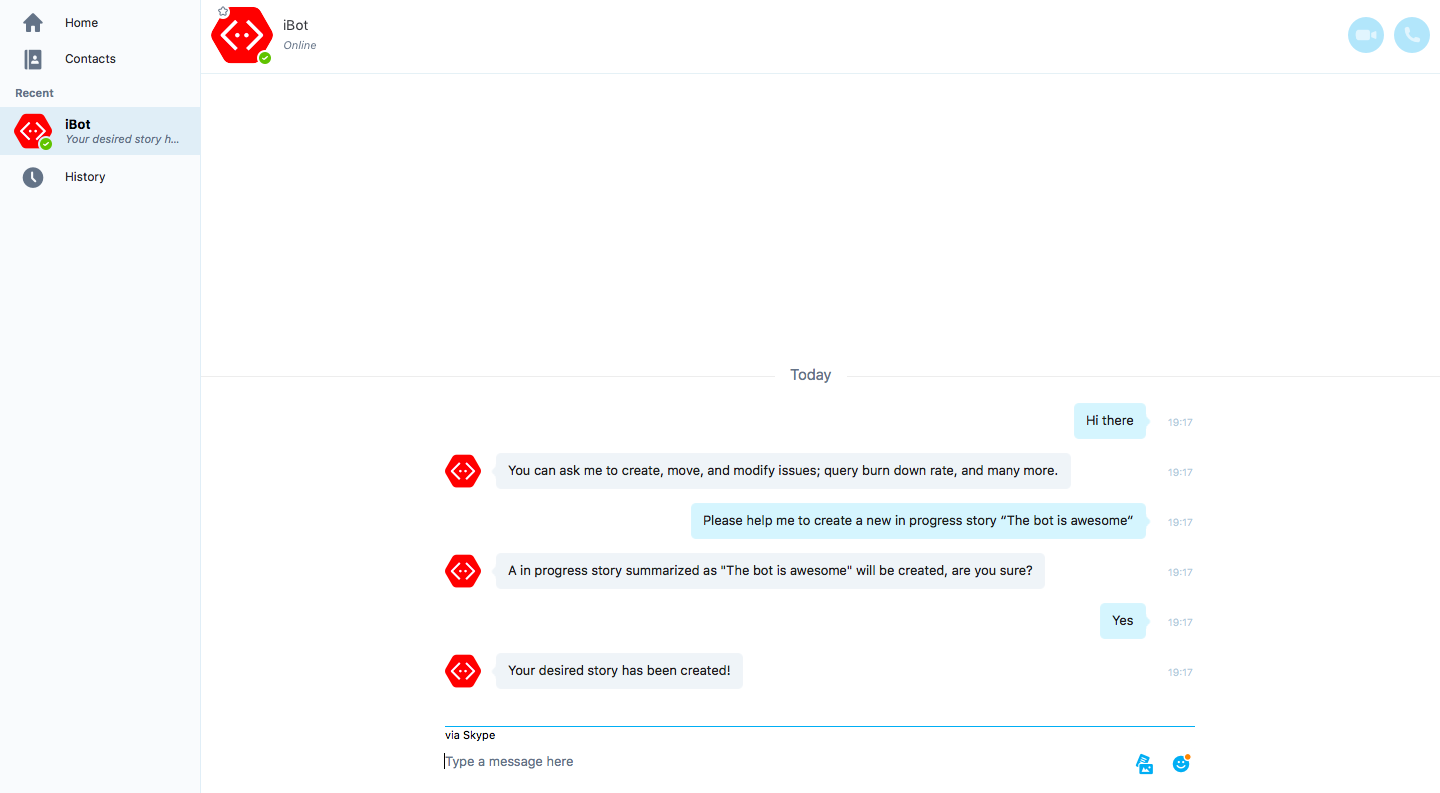 Home
Contacts
Recent
iBot
Your desired story h...
History
iBot
Online
Today
Hi there
19:17
You can ask me to create, move, and modify issues; query burn down rate, and many more.
19:17
Please help me to create a new in progress story “The bot is awesome”
19:17
A in progress story summarized as "The bot is awesome" will be created, are you sure?
19:17
Yes
19:17
Your desired story has been created!
19:17
via Skype
Type a message here